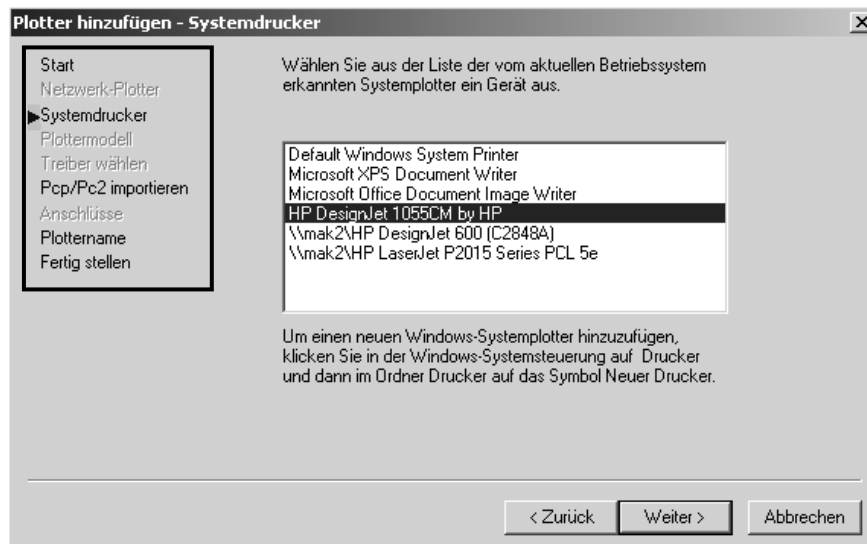 Plotter hinzufügen - Systemdrucker
Start
Netzwerk-Plotter
Systemdrucker
Plottermodell
Treiber wählen
Pcp/Pc2 importieren
Anschlüsse
Plottername
Fertig stellen
Wählen Sie aus der Liste der vom aktuellen Betriebssystem
erkannten Systemplotter ein Gerät aus.
Default Windows System Printer
Microsoft XPS Document Writer
Microsoft Office Document Image Writer
HP DesignJet 1055CM by HP
\\mak2\HP DesignJet 600 (C2848A)
\\mak2\HP LaserJet P2015 Series PCL 5e
Um einen neuen Windows-Systemplotter hinzuzufügen,
klicken Sie in der Windows-Systemsteuerung auf Drucker
und dann im Ordner Drucker auf das Symbol Neuer Drucker.
< Zurück
Weiter >
Abbrechen